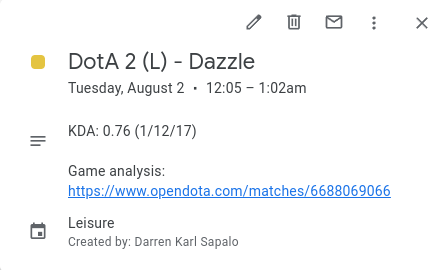 DotA 2 (L) - Dazzle
Tuesday, August 2 • 12:05 – 1:02am
KDA: 0.76 (1/12/17)
Game analysis:
https://www.opendota.com/matches/6688069066
Leisure
Created by: Darren Karl Sapalo